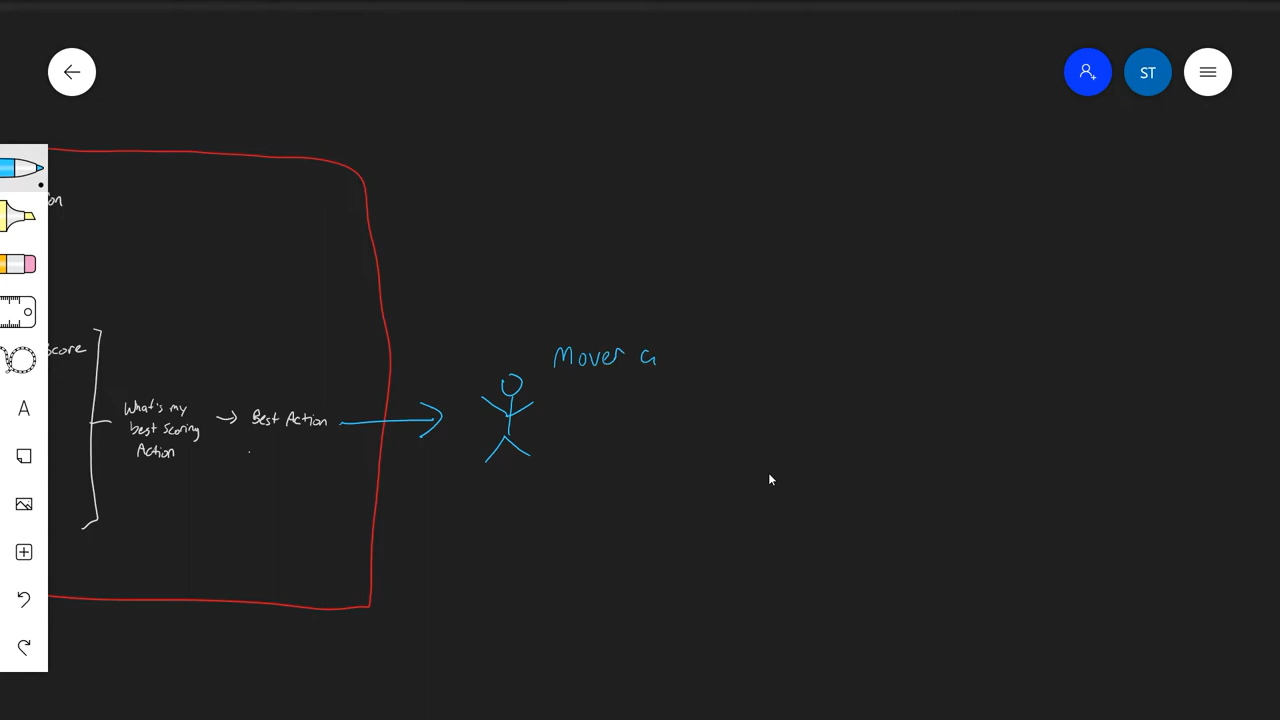 ST
on
Score
What's my
best scoring
Action
Best Action
Mover
A